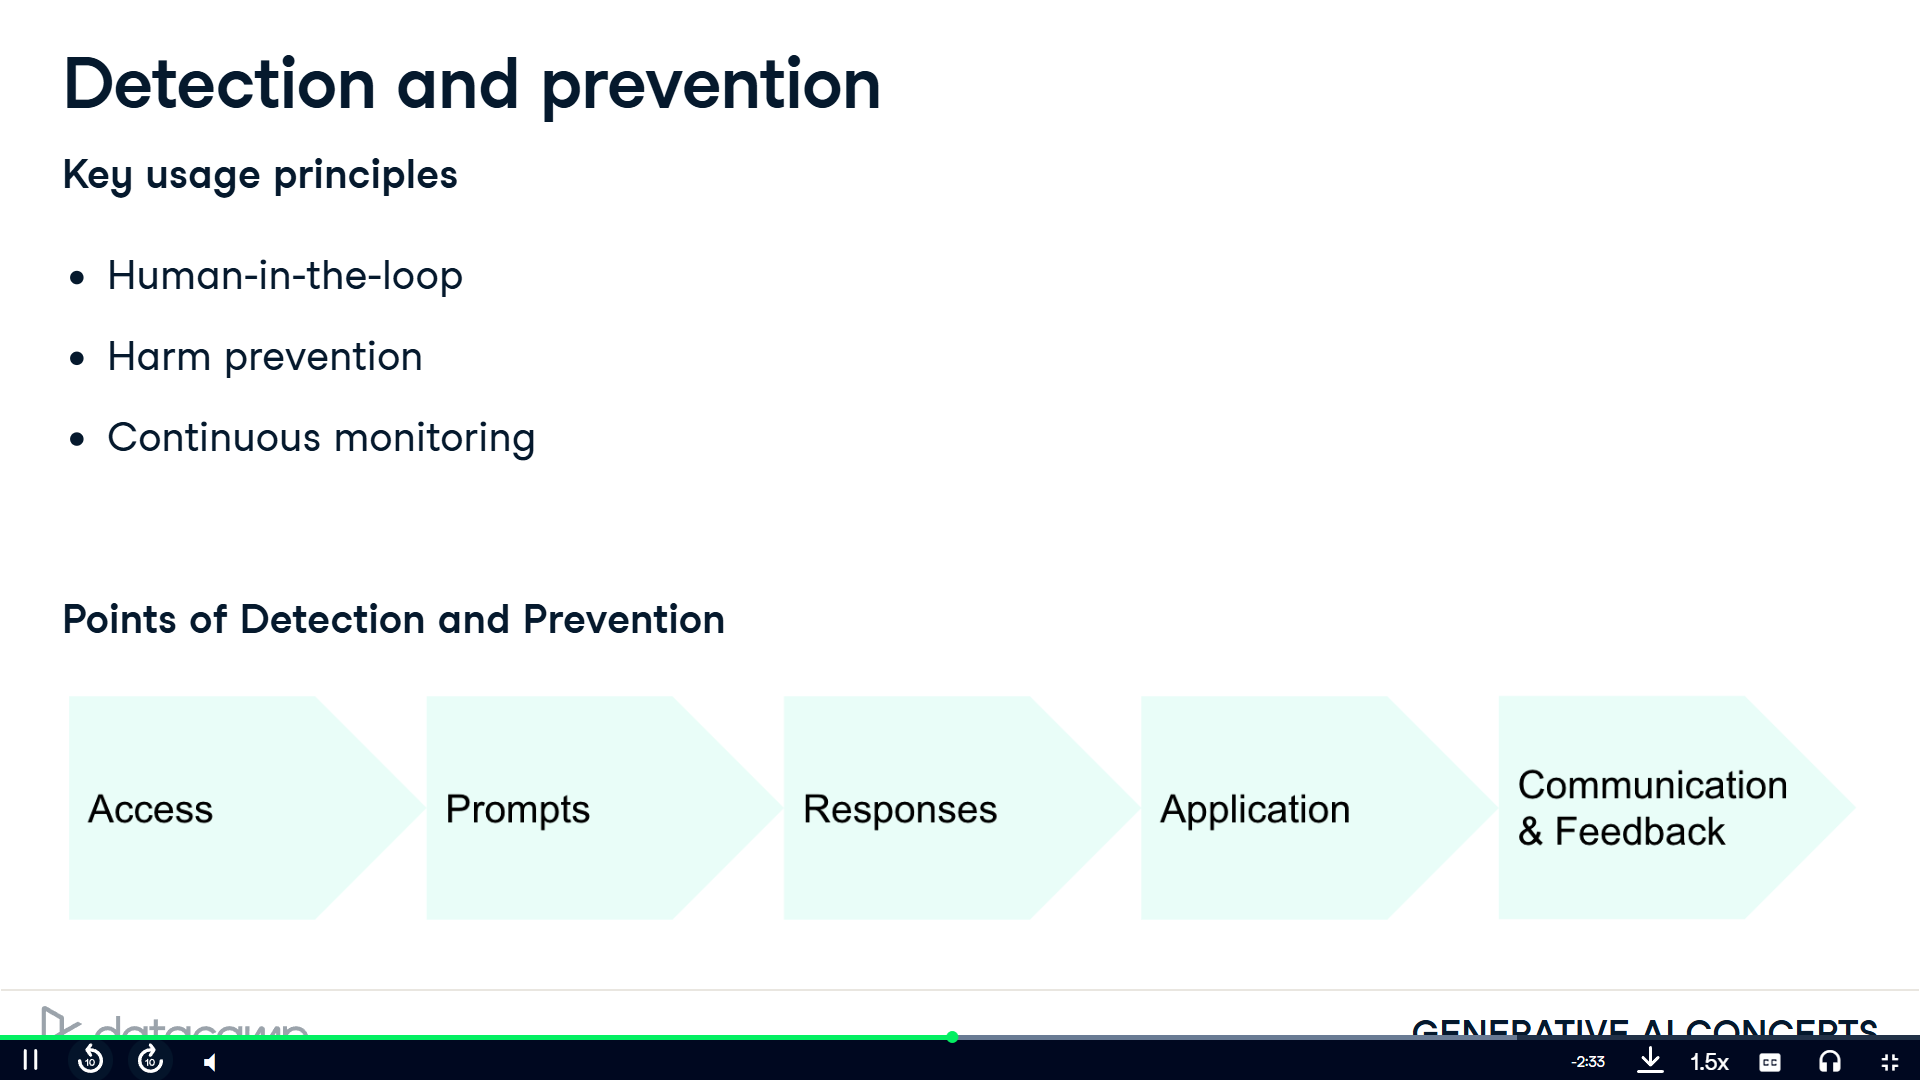 Detection and prevention
Key usage principles
• Human-in-the-loop
• Harm prevention
• Continuous monitoring
Points of Detection and Prevention
Access
Prompts
Responses
Application
Communication
& Feedback
datacamp
GENERATIVE AI CONCEPTS
10
10
-2:33
1.5x
CC